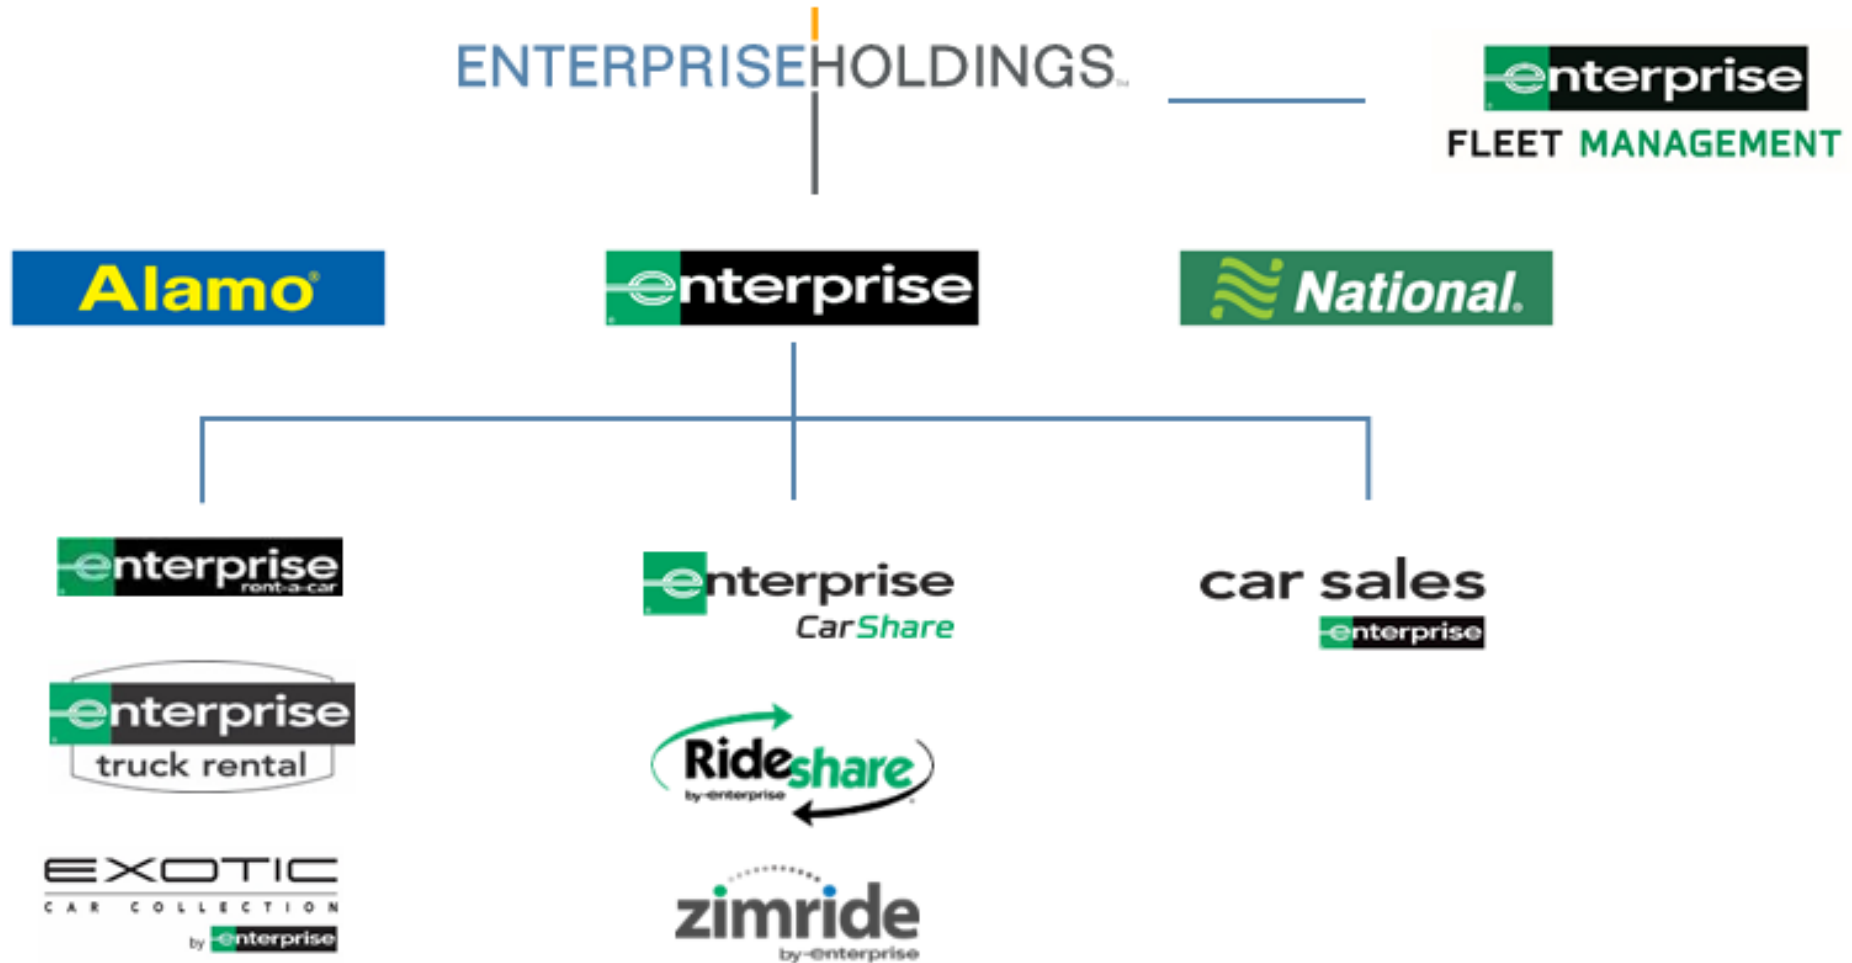 ENTERPRISEHOLDINGS
enterprise
FLEET MANAGEMENT
Alamo®
enterprise
National®
enterprise
rent-a-car
enterprise
truck rental
EXOTIC
CAR COLLECTION
by enterprise
enterprise
CarShare
Rideshare
by enterprise
zimride
by enterprise
car sales
enterprise